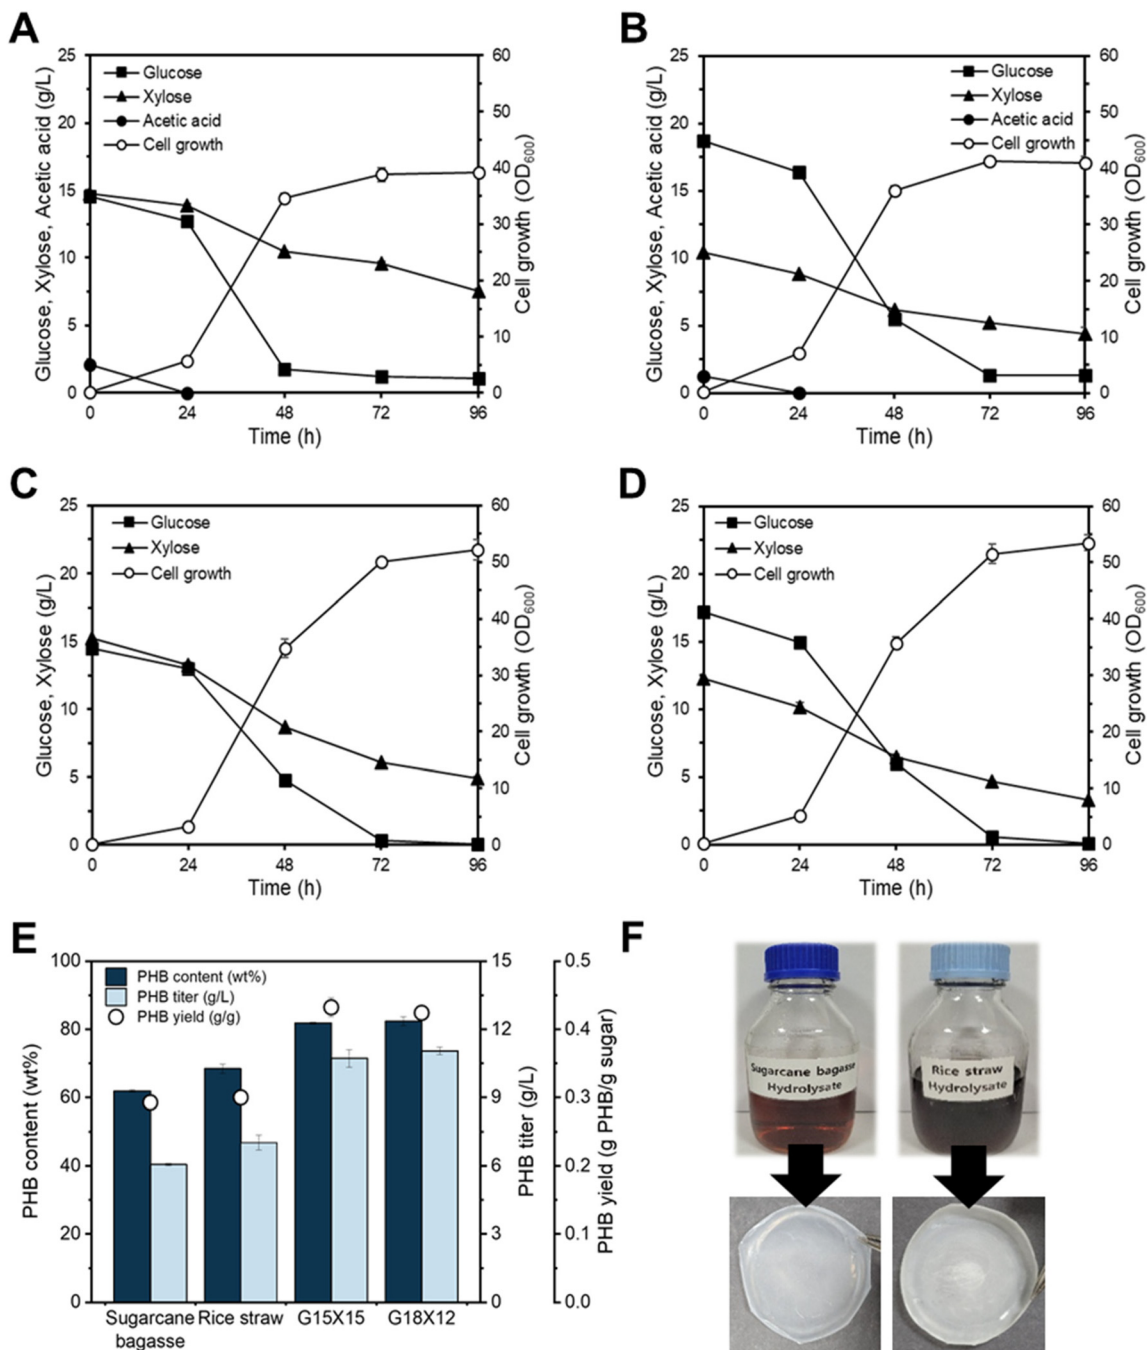 A
Glucose, Xylose, Acetic acid (g/L)
25
20
15
10
5
0
Glucose
Xylose
Acetic acid
Cell growth
60
50
40
30
20
10
0
Cell growth (OD600)
0 24 48 72 96
Time (h)
B
Glucose, Xylose, Acetic acid (g/L)
25
20
15
10
5
0
Glucose
Xylose
Acetic acid
Cell growth
60
50
40
30
20
10
0
Cell growth (OD600)
0 24 48 72 96
Time (h)
C
Glucose, Xylose (g/L)
25
20
15
10
5
0
Glucose
Xylose
Cell growth
60
50
40
30
20
10
0
Cell growth (OD600)
0 24 48 72 96
Time (h)
D
Glucose, Xylose (g/L)
25
20
15
10
5
0
Glucose
Xylose
Cell growth
60
50
40
30
20
10
0
Cell growth (OD600)
0 24 48 72 96
Time (h)
E
PHB content (wt%)
100
80
60
40
20
0
PHB content (wt%)
PHB titer (g/L)
PHB yield (g/g)
15
12
9
6
3
0
PHB titer (g/L)
0.5
0.4
0.3
0.2
0.1
0.0
PHB yield (g PHB/g sugar)
Sugarcane Rice straw G15X15 G18X12
bagasse
F
Sugarcane bagasse
Hydrolysate
Rice straw
Hydrolysate